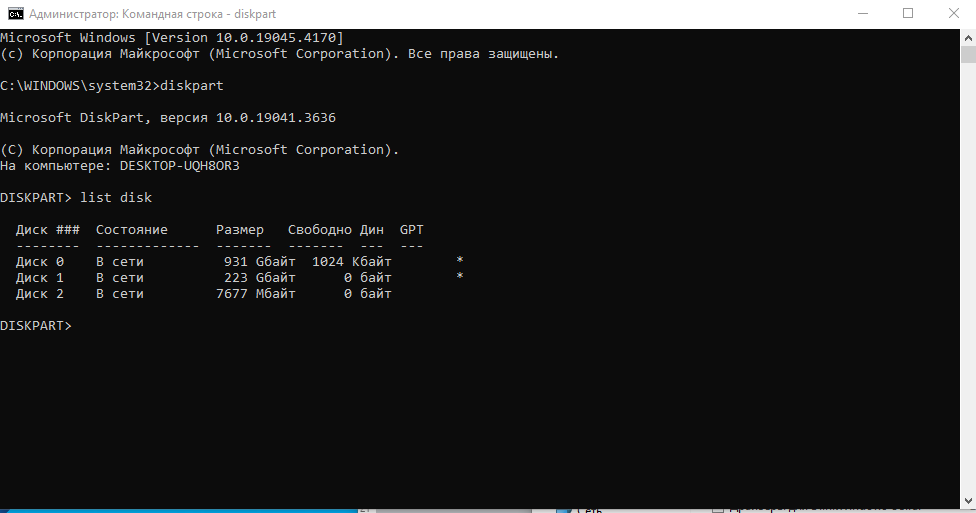 Администратор: Командная строка - diskpart
Microsoft Windows [Version 10.0.19045.4170]
(c) Корпорация Майкрософт (Microsoft Corporation). Все права защищены.
C:\WINDOWS\system32>diskpart
Microsoft DiskPart, версия 10.0.19041.3636
(C) Корпорация Майкрософт (Microsoft Corporation).
На компьютере: DESKTOP-UQH8OR3
DISKPART> list disk
Диск ### Состояние Размер Свободно Дин GPT
-------- ------------- ------- ------- --- ---
Диск 0 В сети 931 Gбайт 1024 Kбайт *
Диск 1 В сети 223 Gбайт 0 байт *
Диск 2 В сети 7677 Mбайт 0 байт
DISKPART>
Сеть